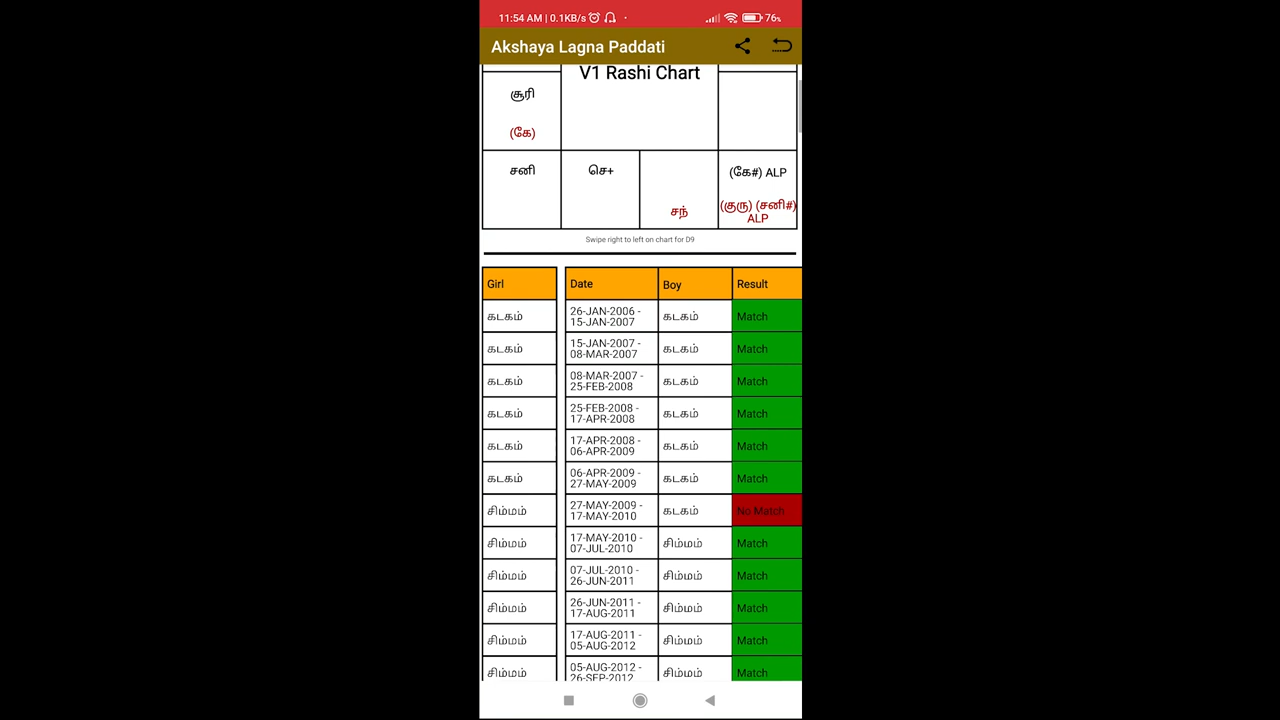 11:54 AM | 0.1KB/s
76%
Akshaya Lagna Paddati
V1 Rashi Chart
சூரி
(கே)
சனி
செ+
சந்
(கே#) ALP
(குரு) (சனி#)
ALP
Swipe right to left on chart for D9
Girl Date Boy Result
கடகம் 26-JAN-2006 - 15-JAN-2007 கடகம் Match
கடகம் 15-JAN-2007 - 08-MAR-2007 கடகம் Match
கடகம் 08-MAR-2007 - 25-FEB-2008 கடகம் Match
கடகம் 25-FEB-2008 - 17-APR-2008 கடகம் Match
கடகம் 17-APR-2008 - 06-APR-2009 கடகம் Match
கடகம் 06-APR-2009 - 27-MAY-2009 கடகம் Match
சிம்மம் 27-MAY-2009 - 17-MAY-2010 கடகம் No Match
சிம்மம் 17-MAY-2010 - 07-JUL-2010 சிம்மம் Match
சிம்மம் 07-JUL-2010 - 26-JUN-2011 சிம்மம் Match
சிம்மம் 26-JUN-2011 - 17-AUG-2011 சிம்மம் Match
சிம்மம் 17-AUG-2011 - 05-AUG-2012 சிம்மம் Match
சிம்மம் 05-AUG-2012 - 26-SEP-2012 சிம்மம் Match